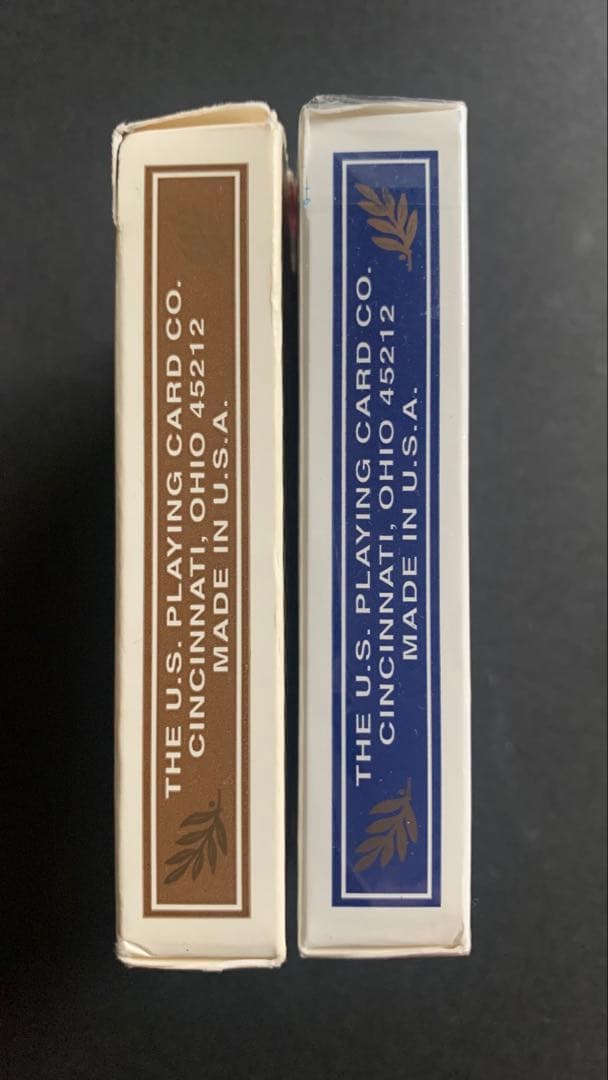 THE U.S. PLAYING CARD CO.
CINCINNATI, OHIO 45212
MADE IN U.S.A.
THE U.S. PLAYING CARD CO.
CINCINNATI, OHIO 45212
MADE IN U.S.A.